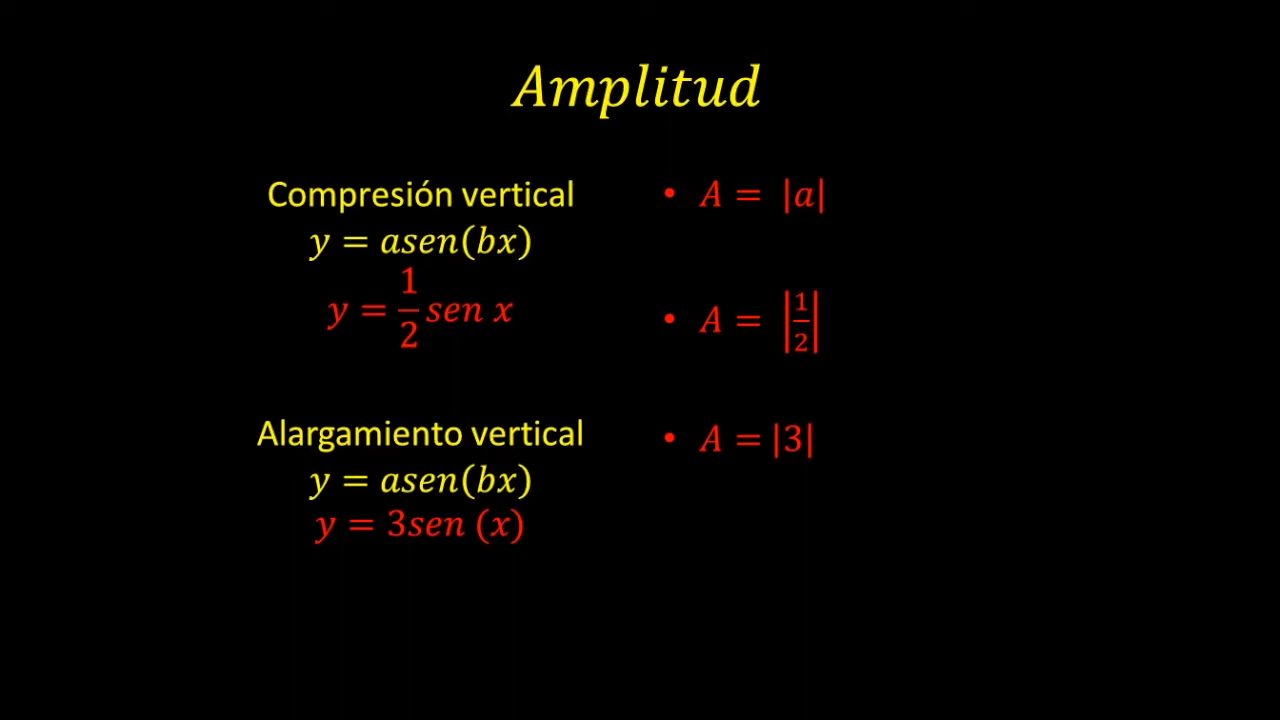 Amplitud
Compresión vertical
y = asen(bx)
y = 1/2 sen x
Alargamiento vertical
y = asen(bx)
y = 3sen (x)
• A = |a|
• A = |1/2|
• A = |3|